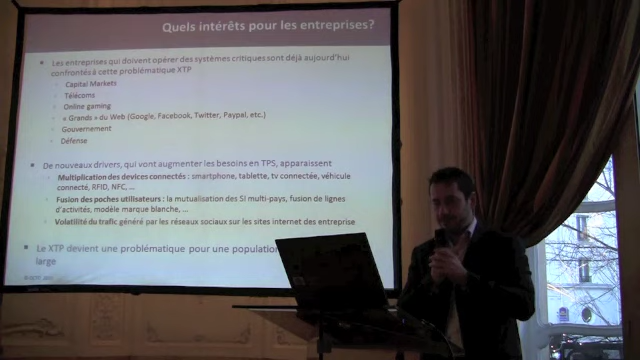 Quels intérêts pour les entreprises?
Les entreprises qui doivent opérer des systèmes critiques sont déjà aujourd'hui
confrontés à cette problématique XTP
Capital Markets
Télécoms
Online gaming
« Grands » du Web (Google, Facebook, Twitter, Paypal, etc.)
Gouvernement
Défense
De nouveaux drivers, qui vont augmenter les besoins en TPS, apparaissent
Multiplication des devices connectés : smartphone, tablette, tv connectée, véhicule
connecté, RFID, NFC, ...
Fusion des poches utilisateurs : la mutualisation des SI multi-pays, fusion de lignes
d'activités, modèle marque blanche, ...
Volatilité du trafic généré par les réseaux sociaux sur les sites internet des entreprise
Le XTP devient une problématique pour une population
large